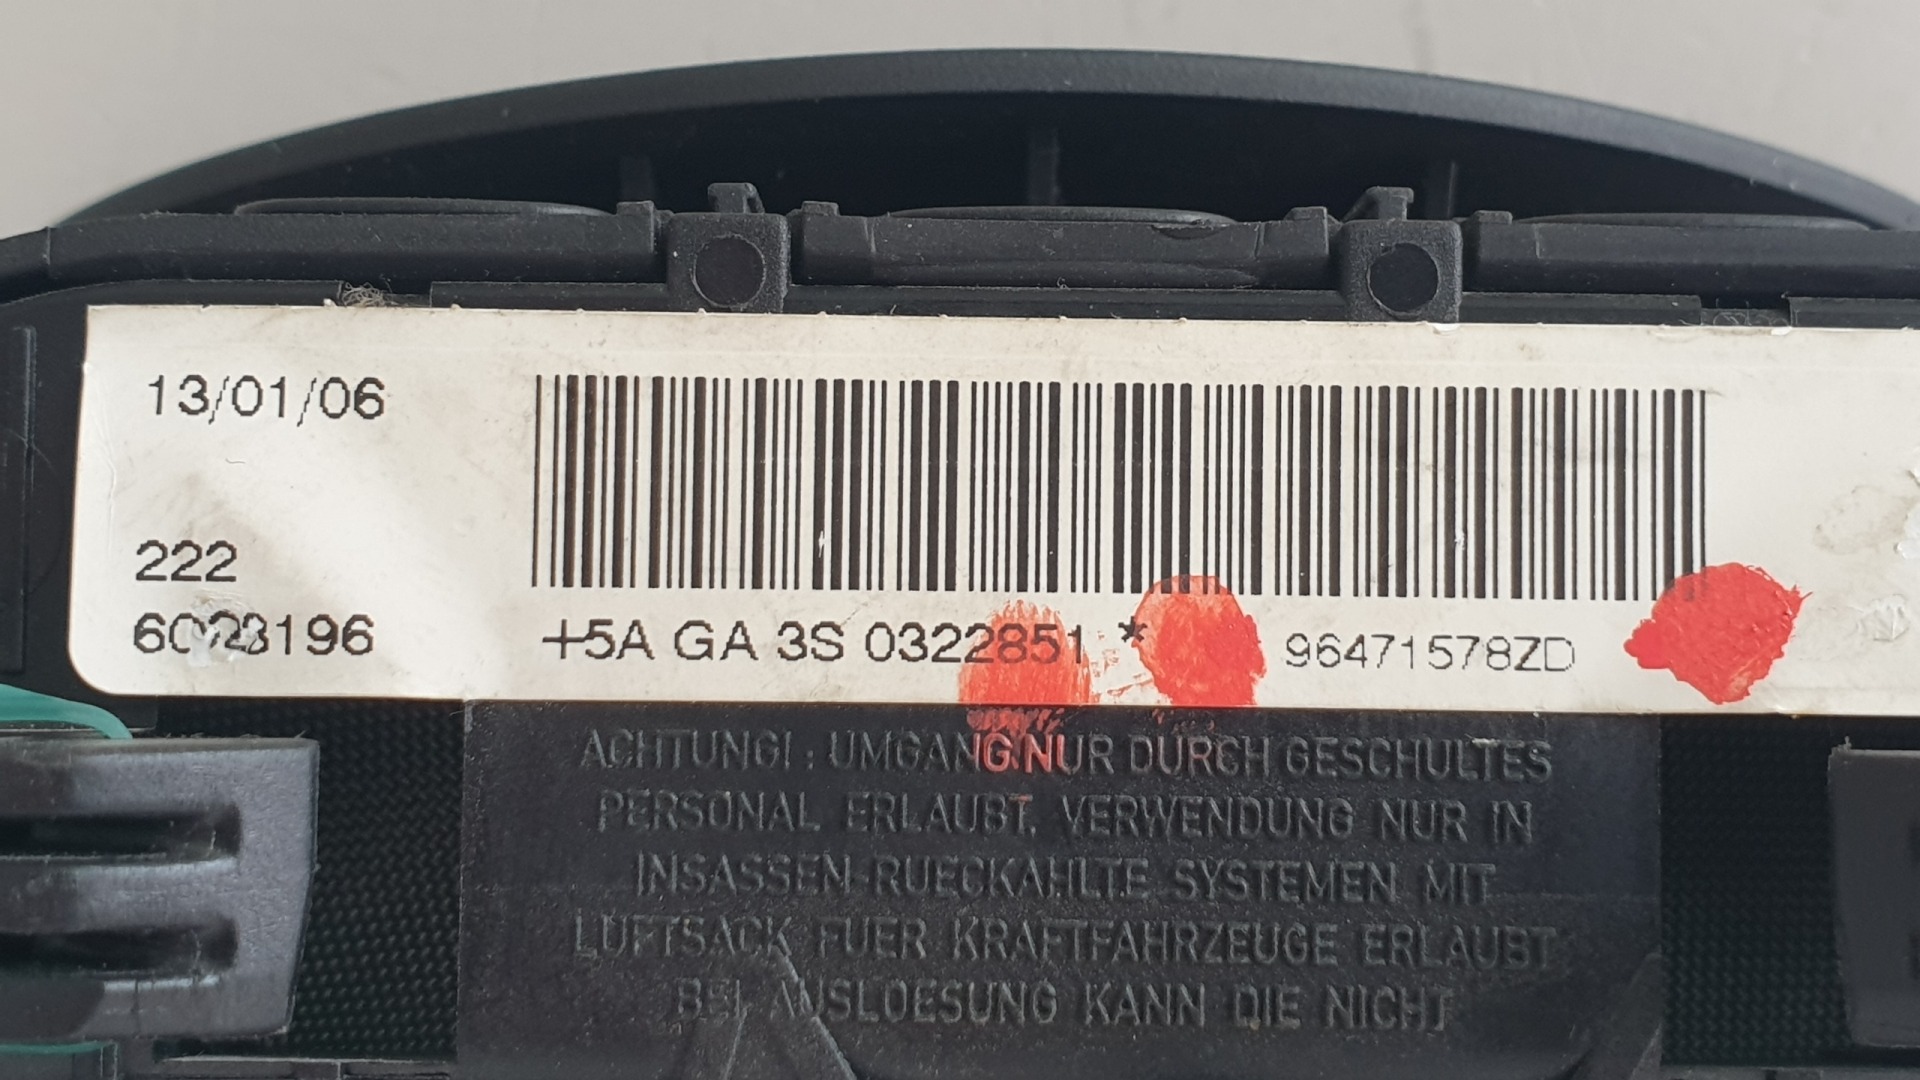 13/01/06
222
6023196
+5A GA 3S 0322851 * 96471578ZD
ACHTUNG! : UMGANG NUR DURCH GESCHULTES
PERSONAL ERLAUBT. VERWENDUNG NUR IN
INSASSEN-RUECKAHLTE SYSTEMEN MIT
LUFTSACK FUER KRAFTFAHRZEUGE ERLAUBT
BEI AUSLOESUNG KANN DIE NICHT